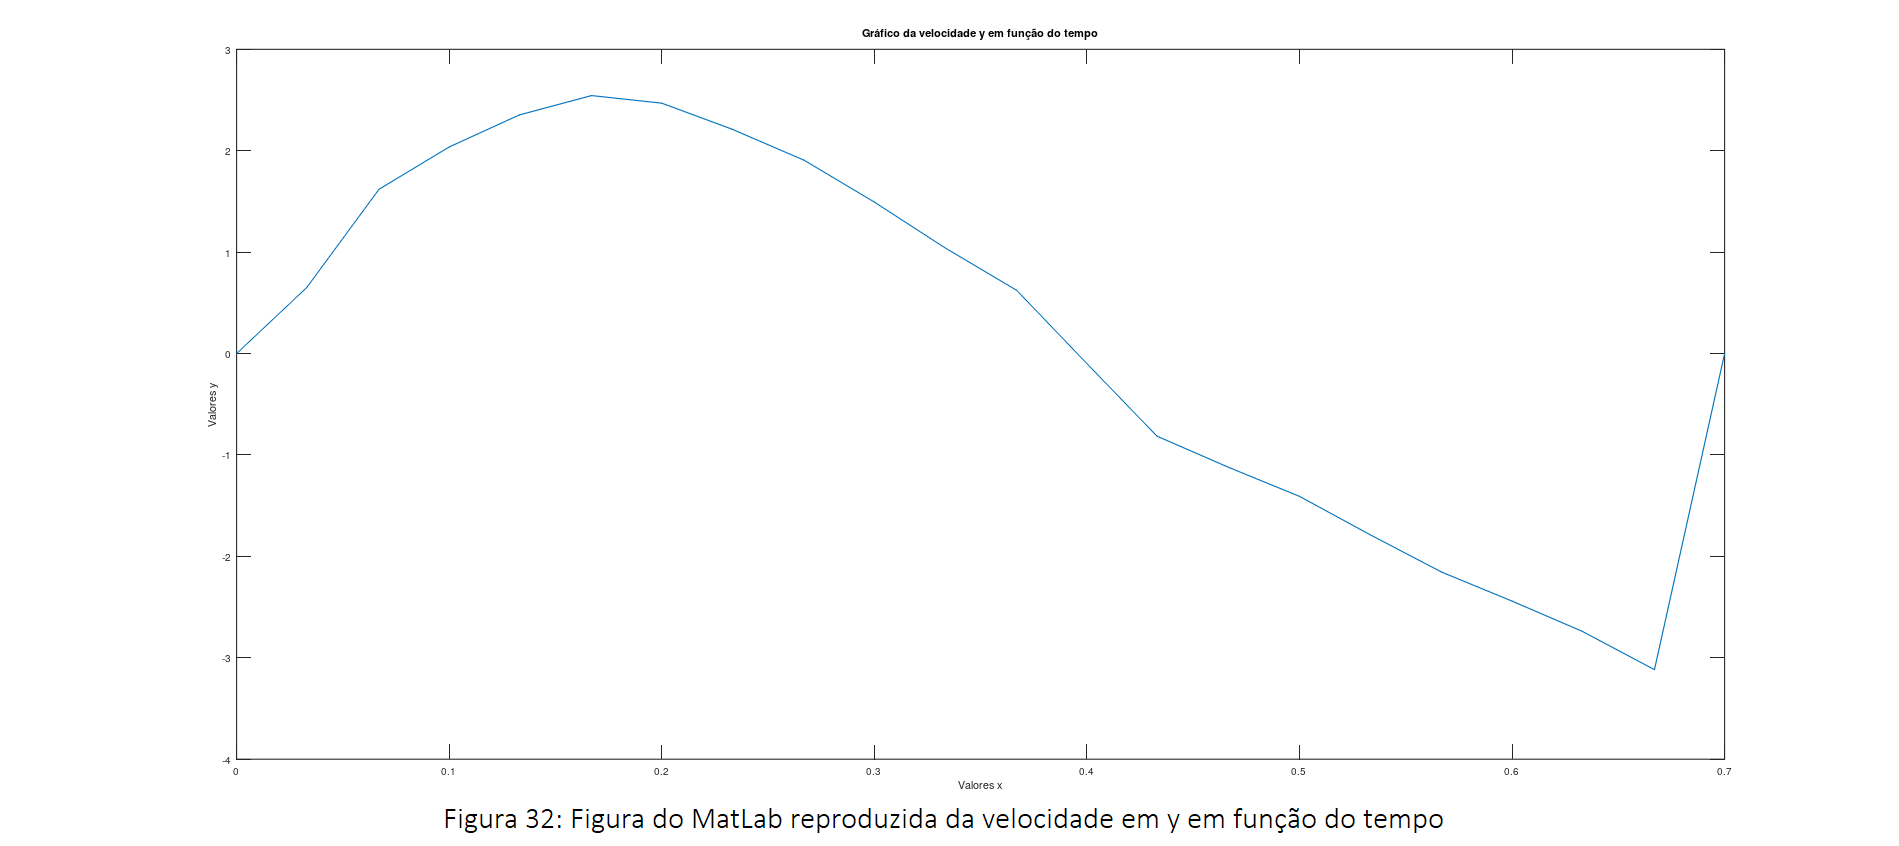 Gráfico da velocidade y em função do tempo
3
2
1
0
-1
-2
-3
-4
Valores y
0 0.1 0.2 0.3 0.4 0.5 0.6 0.7
Valores x
Figura 32: Figura do MatLab reproduzida da velocidade em y em função do tempo